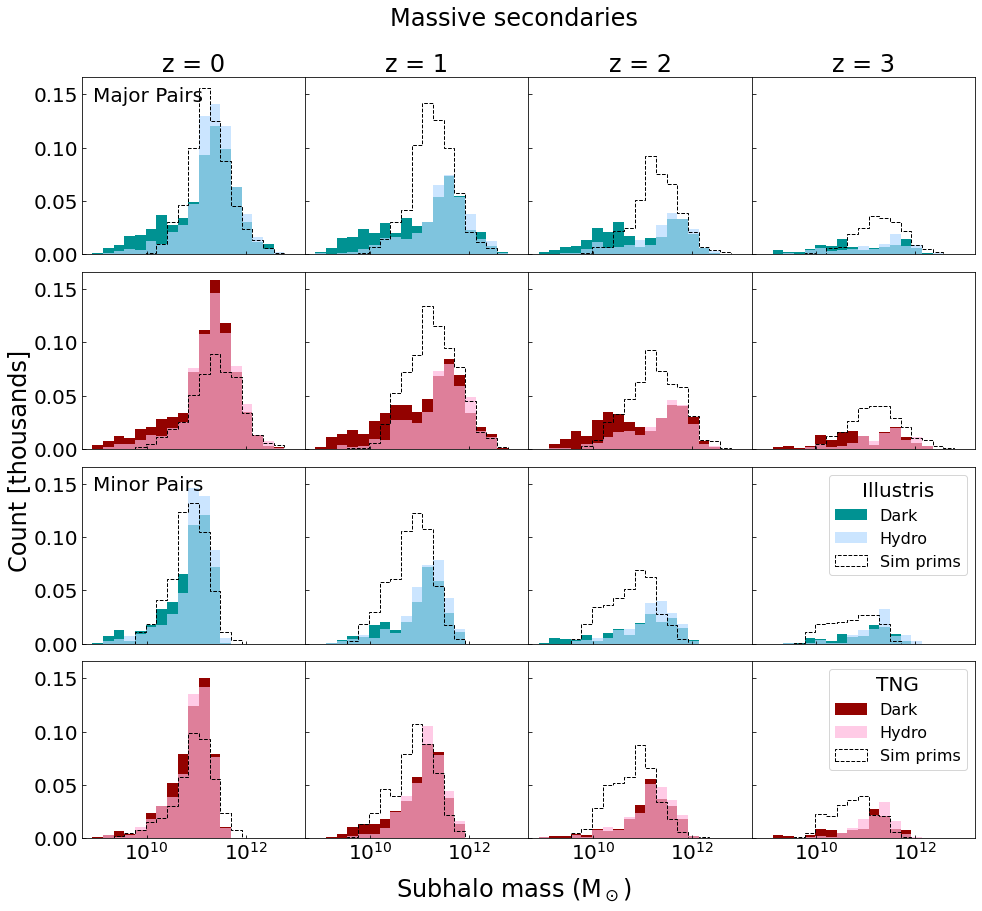 Massive secondaries
z = 0 z = 1 z = 2 z = 3
Major Pairs
0.15
0.10
0.05
0.00
0.15
0.10
0.05
0.00
Count [thousands]
Minor Pairs
0.15
0.10
0.05
0.00
Illustris
Dark
Hydro
Sim prims
0.15
0.10
0.05
0.00
TNG
Dark
Hydro
Sim prims
10¹⁰ 10¹² 10¹⁰ 10¹² 10¹⁰ 10¹² 10¹⁰ 10¹²
Subhalo mass (M_⊙)